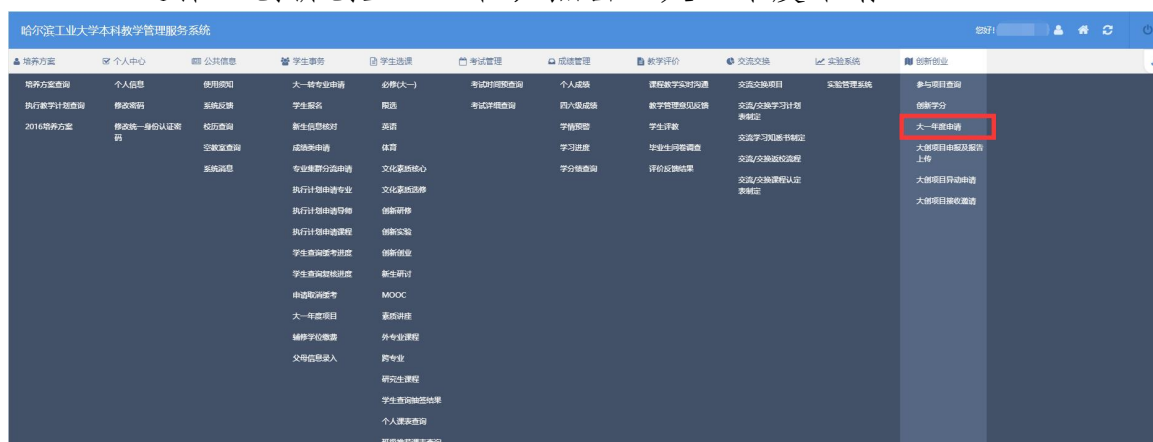 哈尔滨工业大学本科教学管理服务系统
您好!
培养方案 个人中心 公共信息 学生事务 学生选课 考试管理 成绩管理 教学评价 交流交换 实验系统 创新创业
培养方案查询 个人信息 使用须知 大一转专业申请 必修(大一) 考试时间预查询 个人成绩 课程教学实时沟通 交流交换项目 实验管理系统 参与项目查询
执行教学计划查询 修改密码 系统反馈 学生报名 限选 考试详细查询 四六级成绩 教学管理意见反馈 交流/交换学习计划表制定 创新学分
2016培养方案 修改统一身份认证密码 校历查询 新生信息核对 英语 学情预警 学生评教 交流学习知悉书制定 大一年度申请
空教室查询 成绩类申请 体育 学习进度 毕业生问卷调查 交流/交换返校流程 大创项目申报及报告上传
系统消息 专业集群分流申请 文化素质核心 学分绩查询 评价反馈结果 交流/交换课程认定表制定 大创项目异动申请
执行计划申请专业 文化素质选修 大创项目接收邀请
执行计划申请导师 创新研修
执行计划申请课程 创新实验
学生查询缓考进度 创新创业
学生查询复核进度 新生研讨
申请取消缓考 MOOC
大一年度项目 素质讲座
辅修学位缴费 外专业课程
父母信息录入 跨专业
研究生课程
学生查询抽签结果
个人课表查询